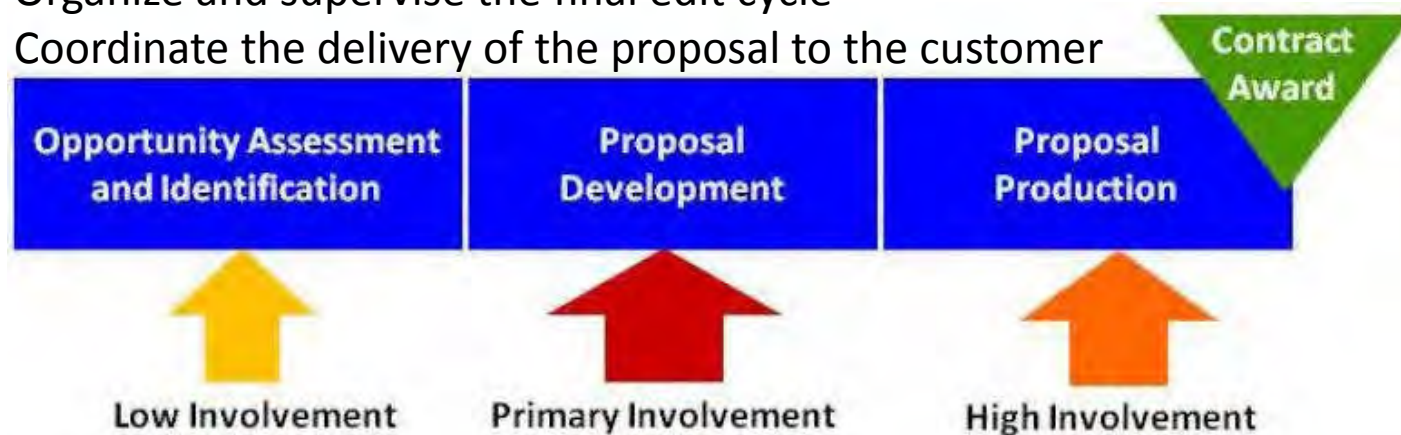 Organize and supervise the final edit cycle
Coordinate the delivery of the proposal to the customer
Contract
Award
Opportunity Assessment
and Identification
Proposal
Development
Proposal
Production
Low Involvement
Primary Involvement
High Involvement